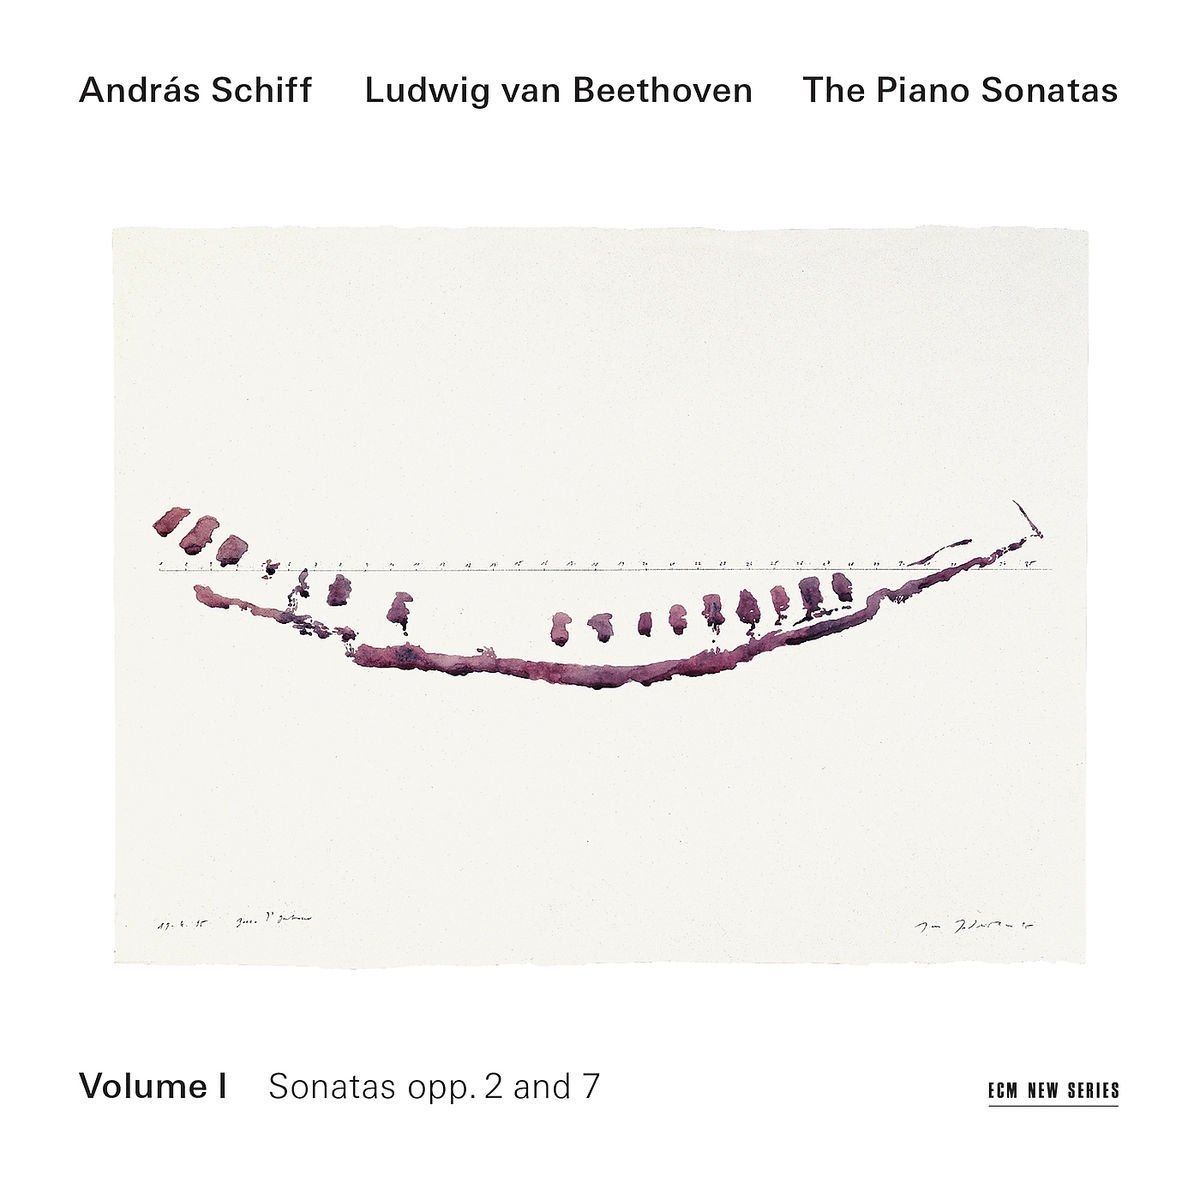 András Schiff Ludwig van Beethoven The Piano Sonatas
Volume I Sonatas opp. 2 and 7
ECM NEW SERIES